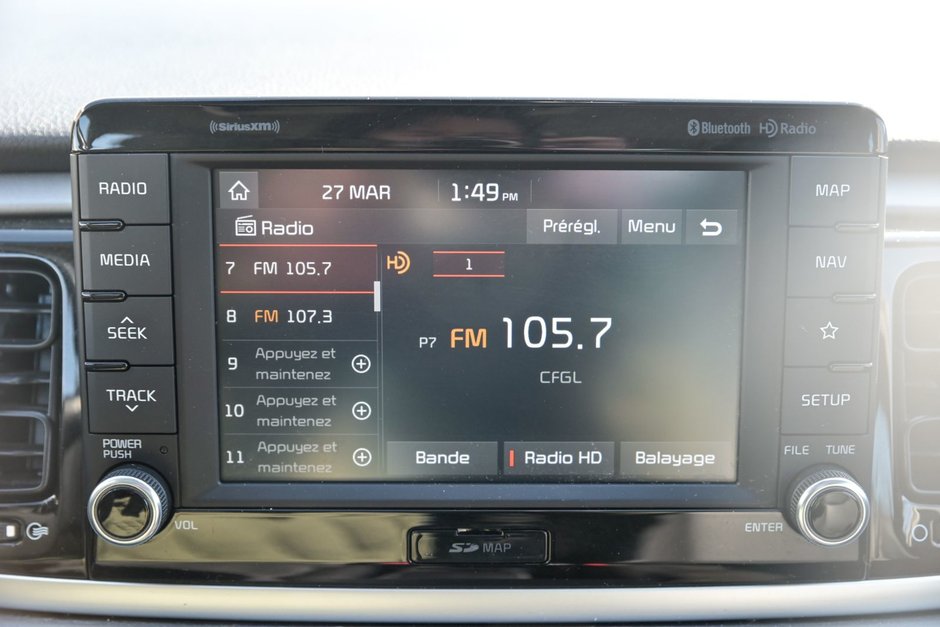 SiriusXM
Bluetooth HD Radio
RADIO
MEDIA
SEEK
TRACK
POWER
PUSH
VOL
27 MAR 1:49 PM
Radio Prérégl. Menu
7 FM 105.7
8 FM 107.3
9 Appuyez et
maintenez
10 Appuyez et
maintenez
11 Appuyez et
maintenez
HD 1
P7 FM 105.7
CFGL
Bande Radio HD Balayage
MAP
NAV
SETUP
FILE TUNE
ENTER
SD MAP